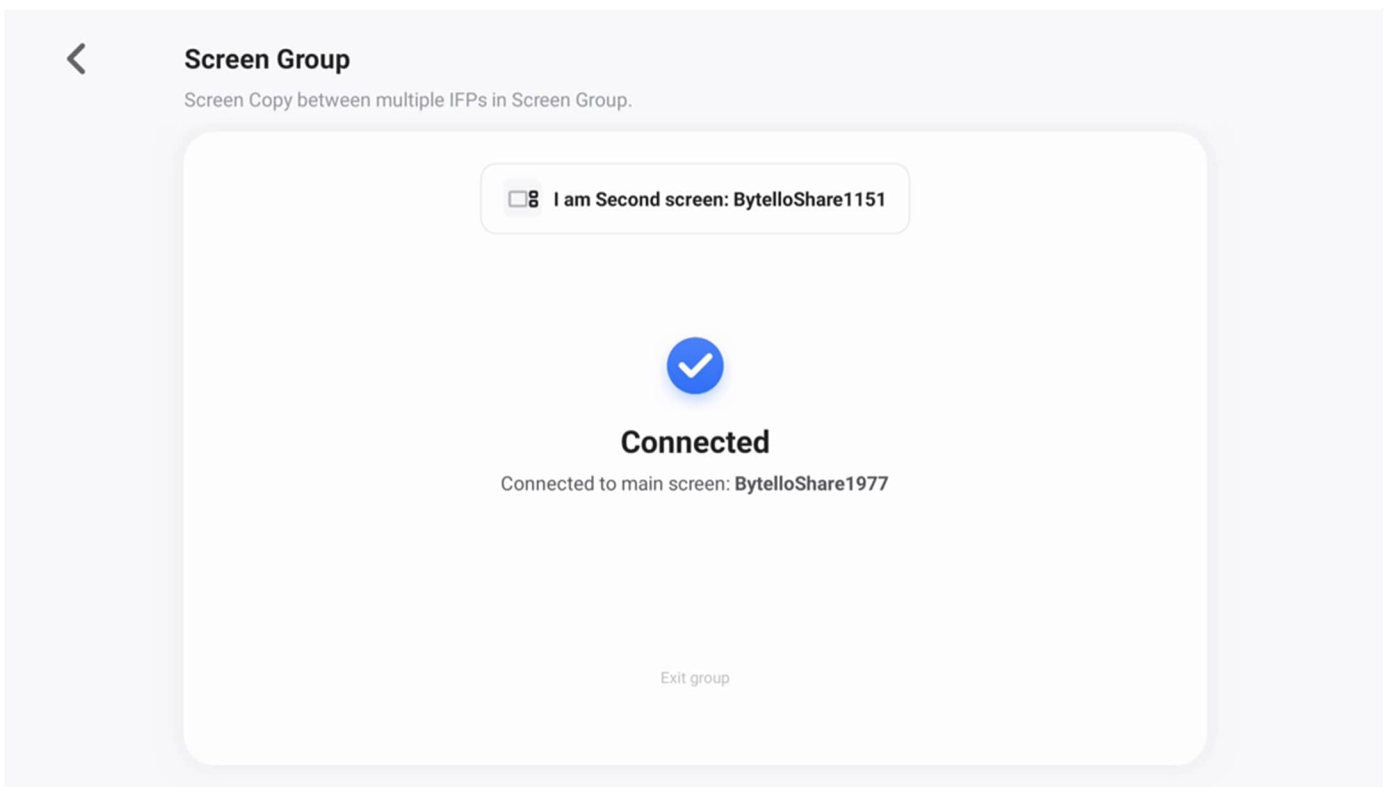 Screen Group
Screen Copy between multiple IFPs in Screen Group.
I am Second screen: BytelloShare1151
Connected
Connected to main screen: BytelloShare1977
Exit group